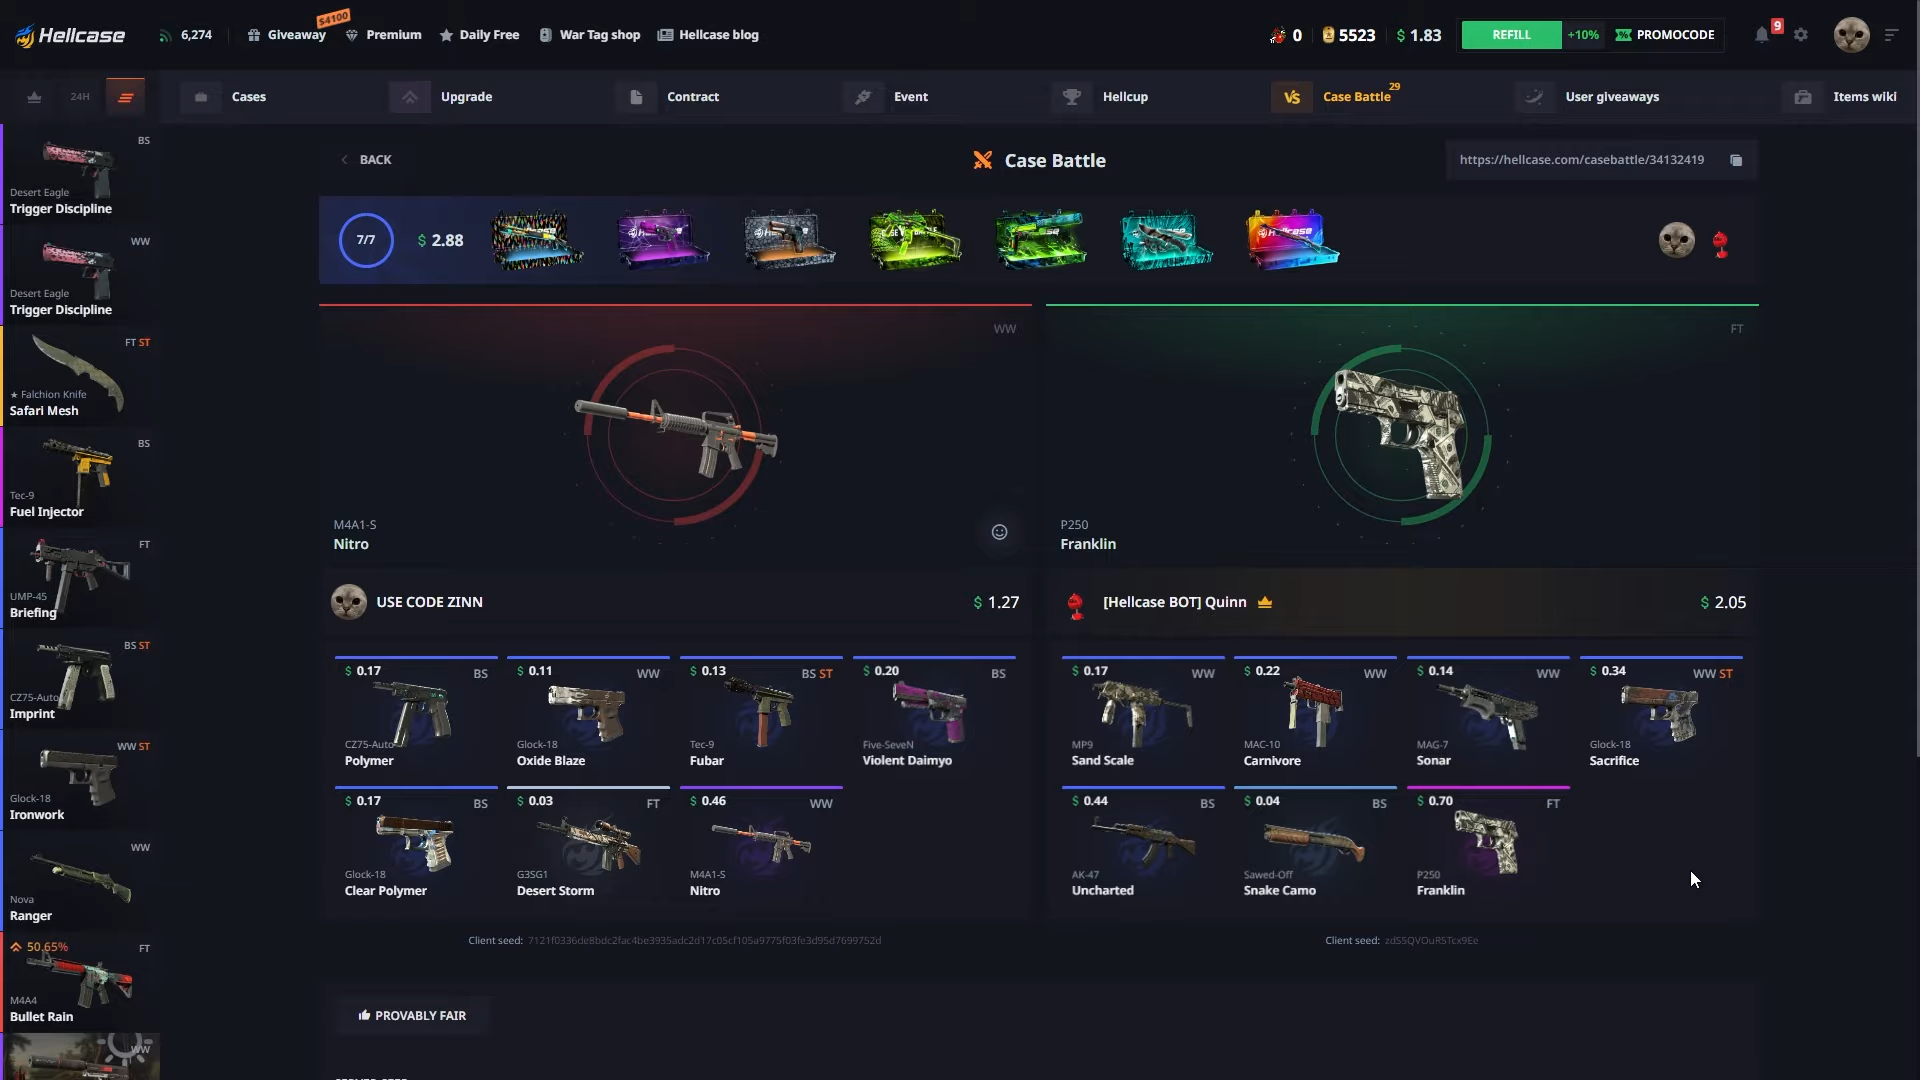 Hellcase
6,274
Giveaway
$4100
Premium
Daily Free
War Tag shop
Hellcase blog
0
5523
$ 1.83
REFILL
+10%
PROMOCODE
9
24H
Cases
Upgrade
Contract
Event
Hellcup
VS
Case Battle
29
User giveaways
Items wiki
BS
Desert Eagle
Trigger Discipline
WW
Desert Eagle
Trigger Discipline
FT ST
★ Falchion Knife
Safari Mesh
BS
Tec-9
Fuel Injector
FT
UMP-45
Briefing
BS ST
CZ75-Auto
Imprint
WW ST
Glock-18
Ironwork
WW
Nova
Ranger
50.65%
FT
M4A4
Bullet Rain
WW
BACK
Case Battle
https://hellcase.com/casebattle/34132419
7/7
$ 2.88
WW
M4A1-S
Nitro
FT
P250
Franklin
USE CODE ZINN
$ 1.27
[Hellcase BOT] Quinn
$ 2.05
$ 0.17 BS
CZ75-Auto
Polymer
$ 0.11 WW
Glock-18
Oxide Blaze
$ 0.13 BS ST
Tec-9
Fubar
$ 0.20 BS
Five-SeveN
Violent Daimyo
$ 0.17 BS
Glock-18
Clear Polymer
$ 0.03 FT
G3SG1
Desert Storm
$ 0.46 WW
M4A1-S
Nitro
$ 0.17 WW
MP9
Sand Scale
$ 0.22 WW
MAC-10
Carnivore
$ 0.14 WW
MAG-7
Sonar
$ 0.34 WW ST
Glock-18
Sacrifice
$ 0.44 BS
AK-47
Uncharted
$ 0.04 BS
Sawed-Off
Snake Camo
$ 0.70 FT
P250
Franklin
Client seed: 7121f0336de8bdc2fac4be3935adc2d17c05cf105a9775f03fe3d95d7699752d
Client seed: zdS5QVOuRSTcx9Ee
PROVABLY FAIR